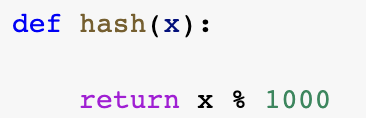 def hash(x):
    return x % 1000